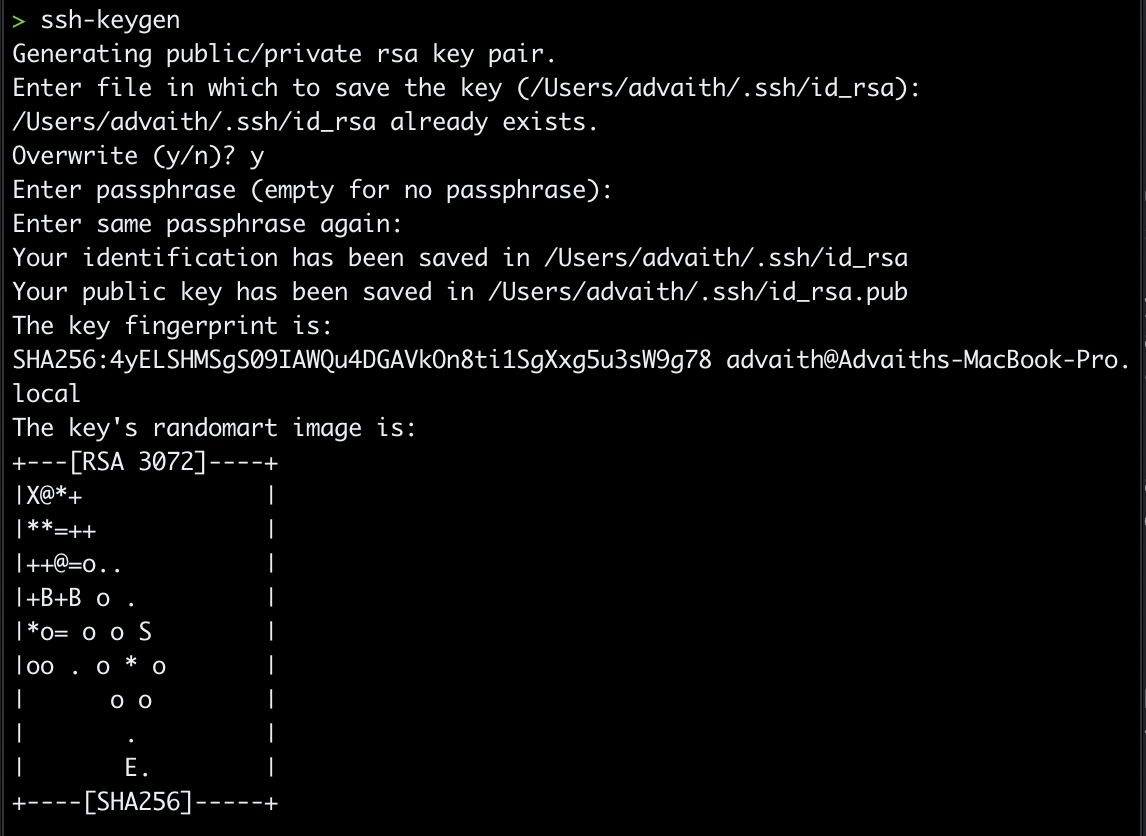 > ssh-keygen
Generating public/private rsa key pair.
Enter file in which to save the key (/Users/advaith/.ssh/id_rsa):
/Users/advaith/.ssh/id_rsa already exists.
Overwrite (y/n)? y
Enter passphrase (empty for no passphrase):
Enter same passphrase again:
Your identification has been saved in /Users/advaith/.ssh/id_rsa
Your public key has been saved in /Users/advaith/.ssh/id_rsa.pub
The key fingerprint is:
SHA256:4yELSHMSgS09IAWQu4DGAVkOn8ti1SgXxg5u3sW9g78 advaith@Advaiths-MacBook-Pro.
local
The key's randomart image is:
+---[RSA 3072]----+
|X@*+             |
|**=++            |
|++@=o..          |
|+B+B o .         |
|*o= o o S        |
|oo . o * o       |
|      o o        |
|       .         |
|       E.        |
+----[SHA256]-----+